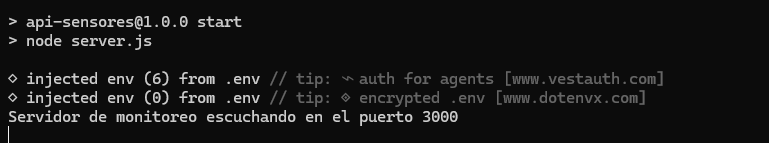 > api-sensores@1.0.0 start
> node server.js
◇ injected env (6) from .env // tip: ⌁ auth for agents [www.vestauth.com]
◇ injected env (0) from .env // tip: ◈ encrypted .env [www.dotenvx.com]
Servidor de monitoreo escuchando en el puerto 3000